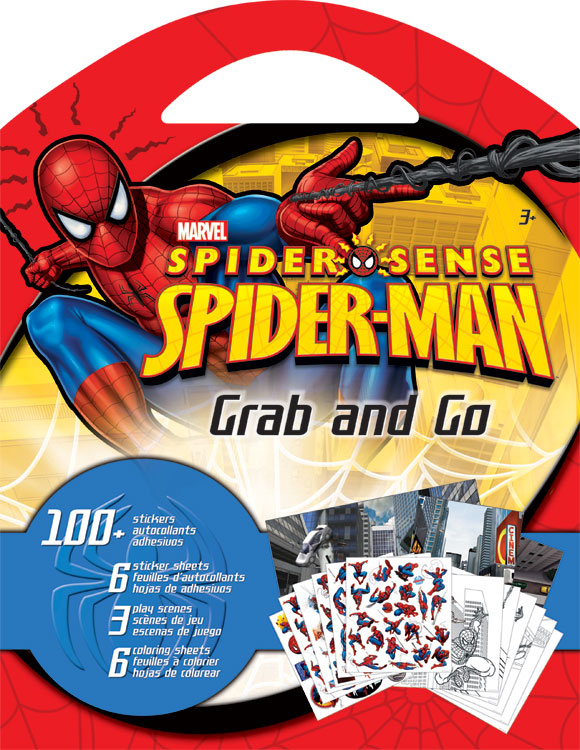 3+
MARVEL
SPIDER SENSE
SPIDER-MAN
Grab and Go
100+ stickers
autocollants
adhesivos
6 sticker sheets
feuilles d'autocollants
hojas de adhesivos
3 play scenes
scènes de jeu
escenas de juego
6 coloring sheets
feuilles à colorier
hojas de colorear
CINEM